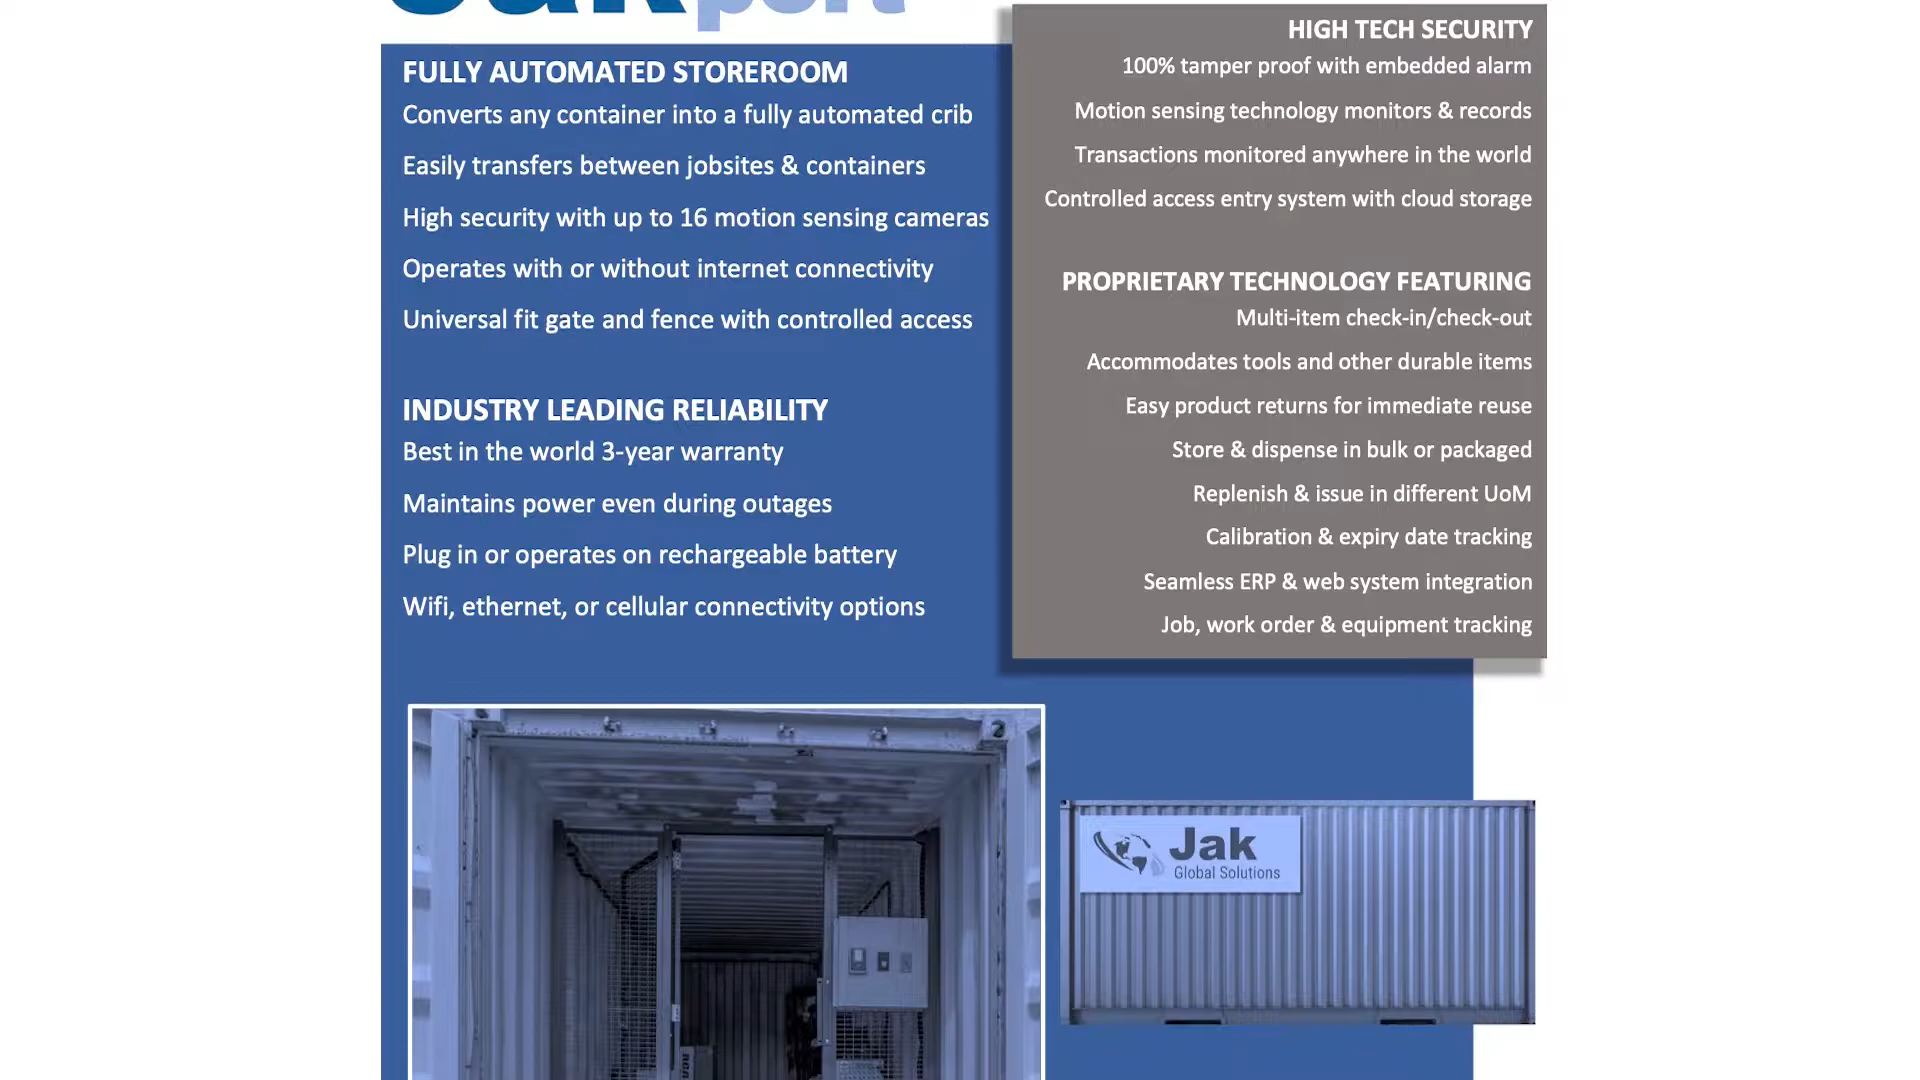 FULLY AUTOMATED STOREROOM
Converts any container into a fully automated crib
Easily transfers between jobsites & containers
High security with up to 16 motion sensing cameras
Operates with or without internet connectivity
Universal fit gate and fence with controlled access
INDUSTRY LEADING RELIABILITY
Best in the world 3-year warranty
Maintains power even during outages
Plug in or operates on rechargeable battery
Wifi, ethernet, or cellular connectivity options
HIGH TECH SECURITY
100% tamper proof with embedded alarm
Motion sensing technology monitors & records
Transactions monitored anywhere in the world
Controlled access entry system with cloud storage
PROPRIETARY TECHNOLOGY FEATURING
Multi-item check-in/check-out
Accommodates tools and other durable items
Easy product returns for immediate reuse
Store & dispense in bulk or packaged
Replenish & issue in different UoM
Calibration & expiry date tracking
Seamless ERP & web system integration
Job, work order & equipment tracking
Jak
Global Solutions